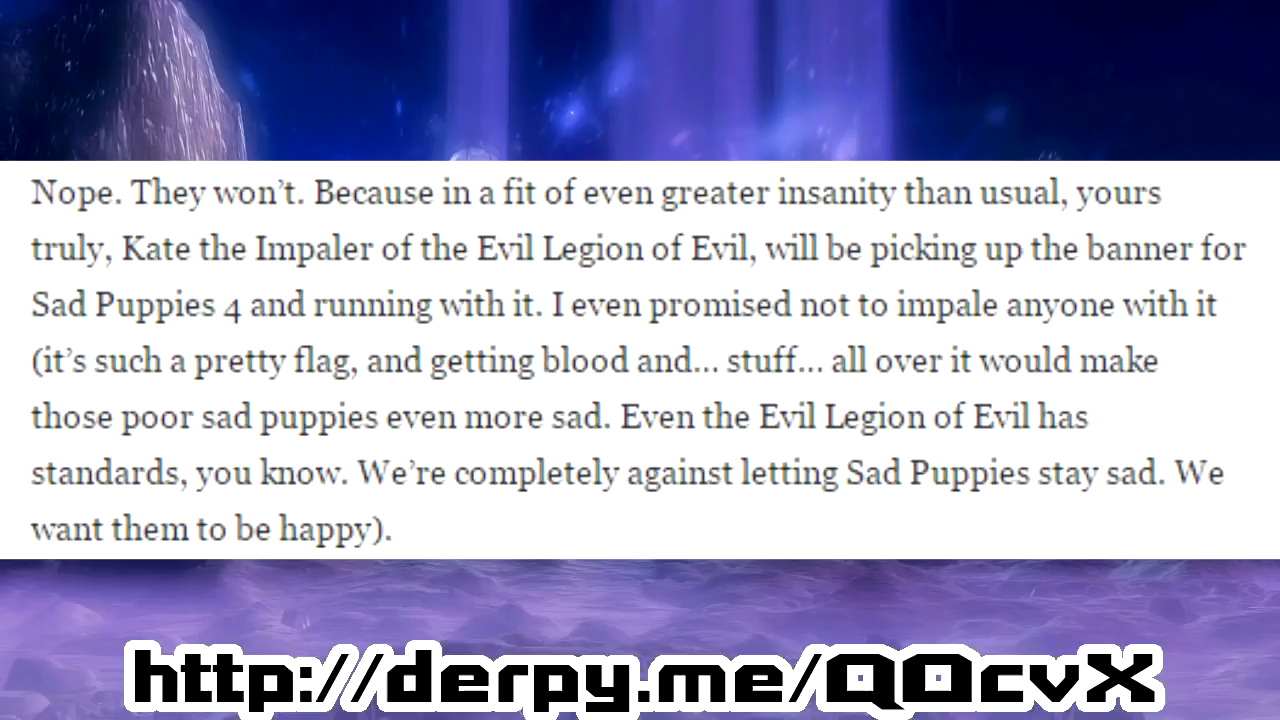 Nope. They won’t. Because in a fit of even greater insanity than usual, yours
truly, Kate the Impaler of the Evil Legion of Evil, will be picking up the banner for
Sad Puppies 4 and running with it. I even promised not to impale anyone with it
(it’s such a pretty flag, and getting blood and… stuff… all over it would make
those poor sad puppies even more sad. Even the Evil Legion of Evil has
standards, you know. We’re completely against letting Sad Puppies stay sad. We
want them to be happy).
http://derpy.me/QOcvX